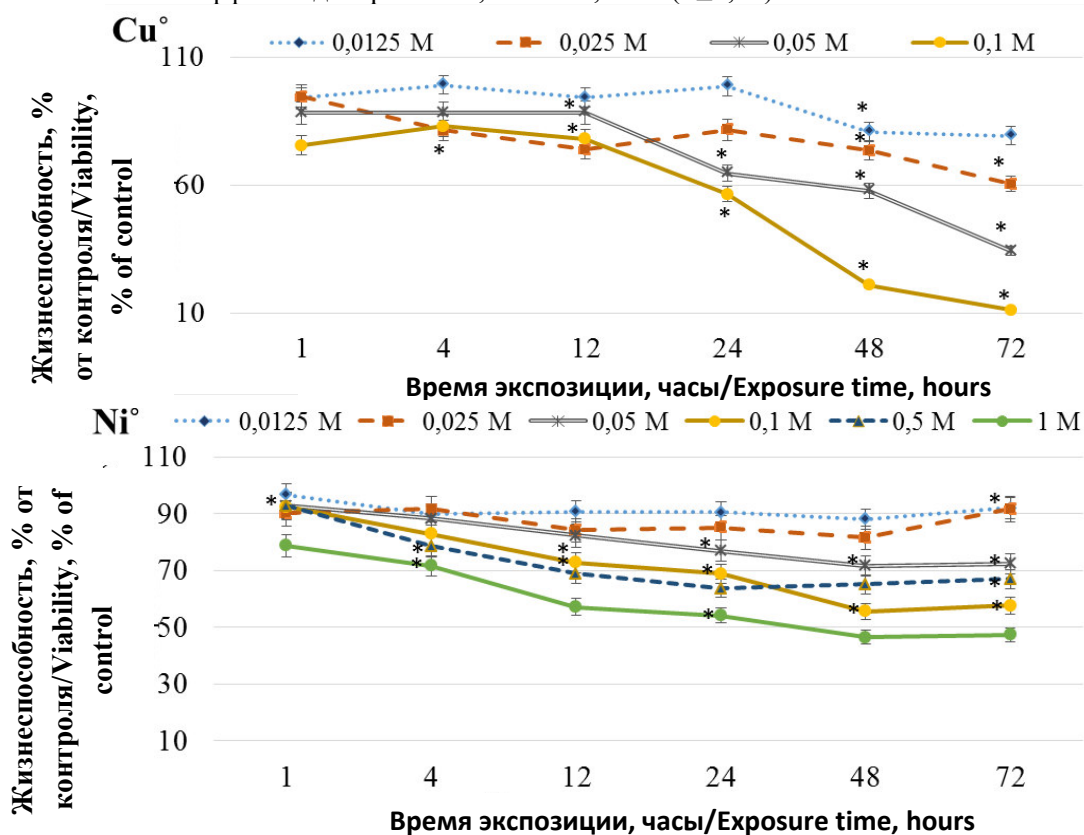 Cu°
0,0125 М 0,025 М 0,05 М 0,1 М
Жизнеспособность, %
от контроля/Viability,
% of control
110
60
10
* * * * * * * * * * * *
1 4 12 24 48 72
Время экспозиции, часы/Exposure time, hours
Ni°
0,0125 М 0,025 М 0,05 М 0,1 М 0,5 М 1 М
Жизнеспособность, % от
контроля/Viability, % of
control
110
90
70
50
30
10
* * * * * * * * * * * * * *
1 4 12 24 48 72
Время экспозиции, часы/Exposure time, hours